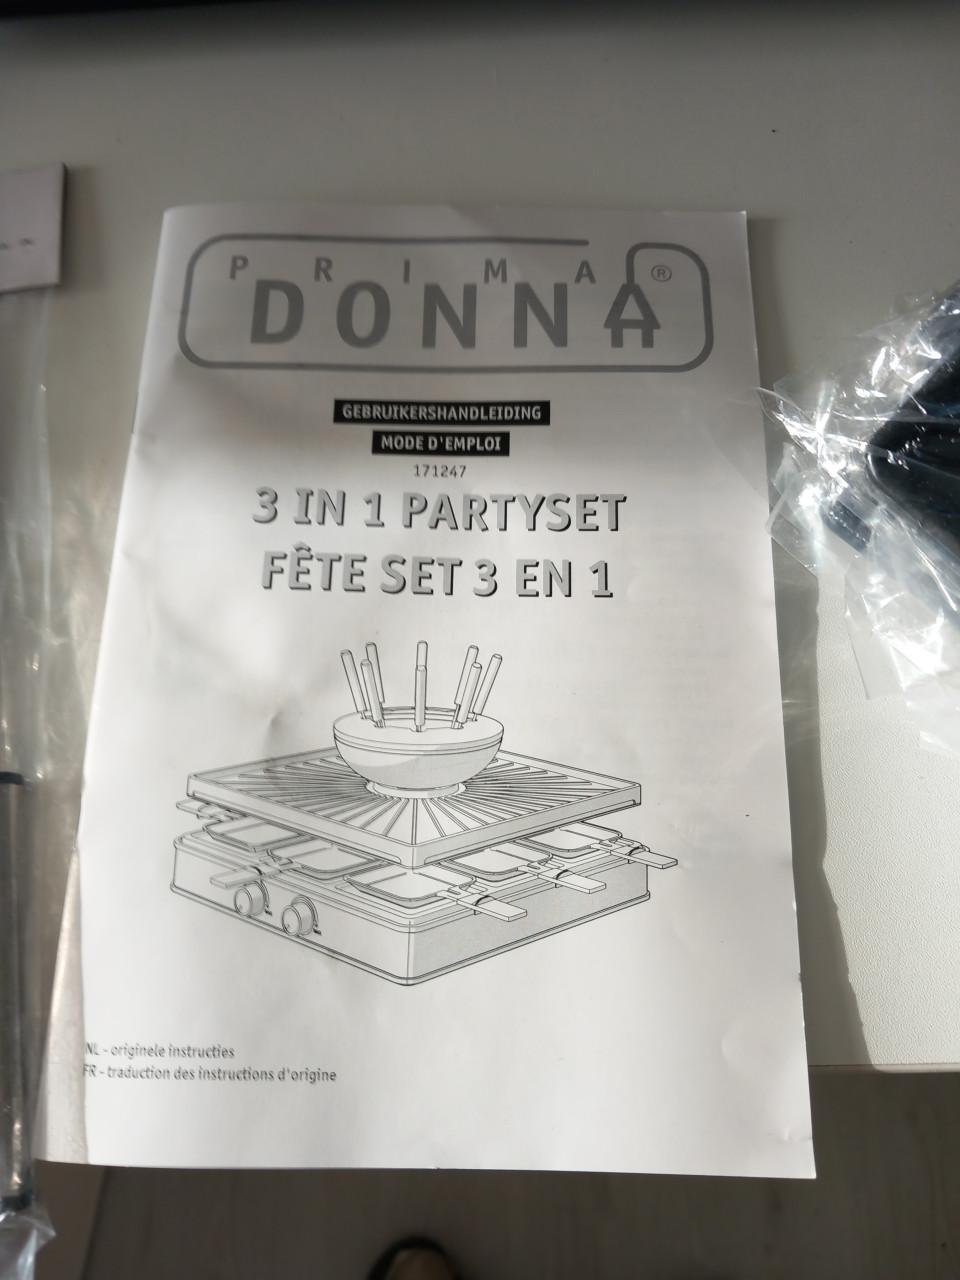 PRIMA
DONNA®
GEBRUIKERSHANDLEIDING
MODE D'EMPLOI
171247
3 IN 1 PARTYSET
FÊTE SET 3 EN 1
NL - originele instructies
FR - traduction des instructions d'origine